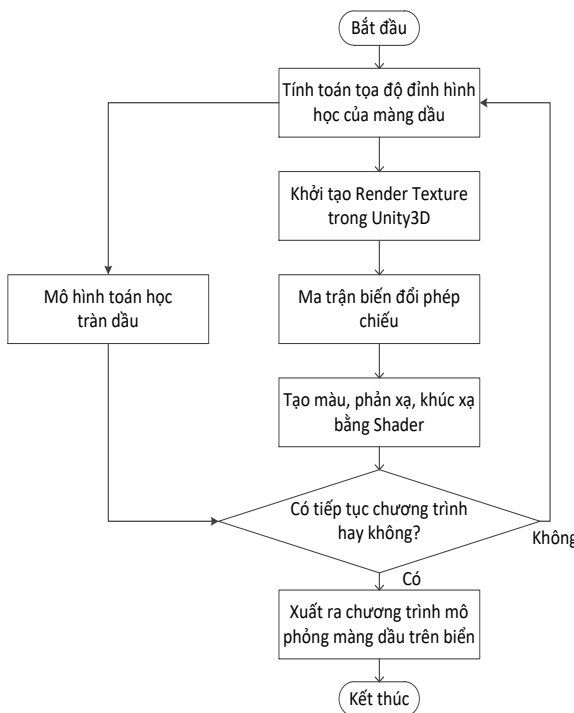 Bắt đầu
Tính toán tọa độ đỉnh hình
học của màng dầu
Khởi tạo Render Texture
trong Unity3D
Mô hình toán học
tràn dầu
Ma trận biến đổi phép
chiếu
Tạo màu, phản xạ, khúc xạ
bằng Shader
Có tiếp tục chương trình
hay không?
Không
Có
Xuất ra chương trình mô
phỏng màng dầu trên biển
Kết thúc